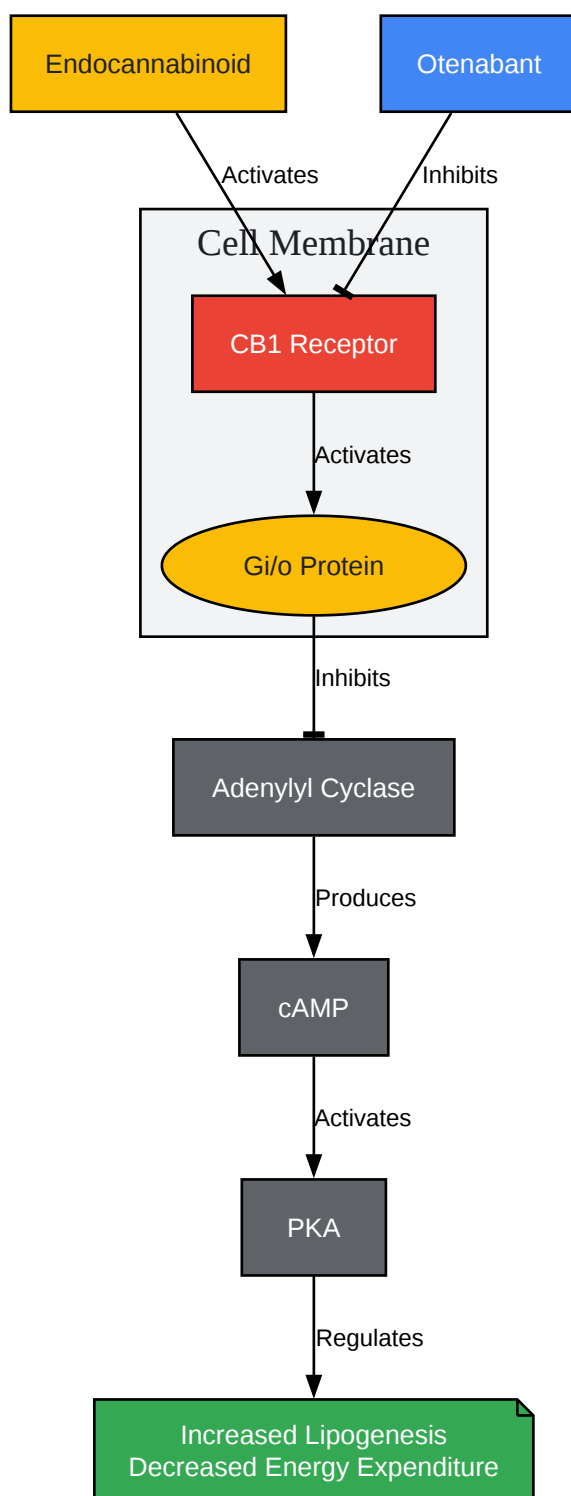 Endocannabinoid
Otenabant
Activates
Inhibits
Cell Membrane
CB1 Receptor
Activates
Gi/o Protein
Inhibits
Adenylyl Cyclase
Produces
cAMP
Activates
PKA
Regulates
Increased Lipogenesis
Decreased Energy Expenditure